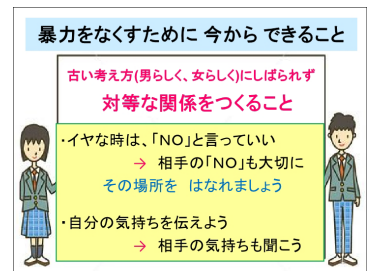 暴力をなくすために 今から できること
古い考え方(男らしく、女らしく)にしばられず
対等な関係をつくること
・イヤな時は、「NO」と言っていい
→ 相手の「NO」も大切に
その場所を はなれましょう
・自分の気持ちを伝えよう
→ 相手の気持ちも聞こう